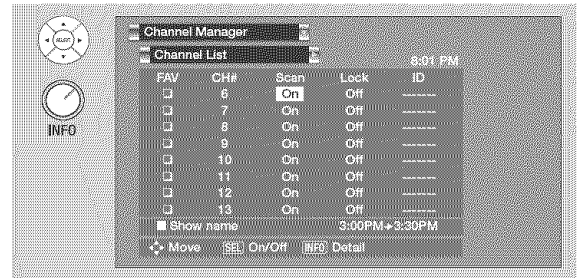 Channel Manager
Channel List
8:01 PM
FAV CH# Scan Lock ID
6 On Off ------
7 On Off ------
8 On Off ------
9 On Off ------
10 On Off ------
11 On Off ------
12 On Off ------
13 On Off ------
Show name 3:00PM→3:30PM
Move SEL On/Off INFO Detail
INFO